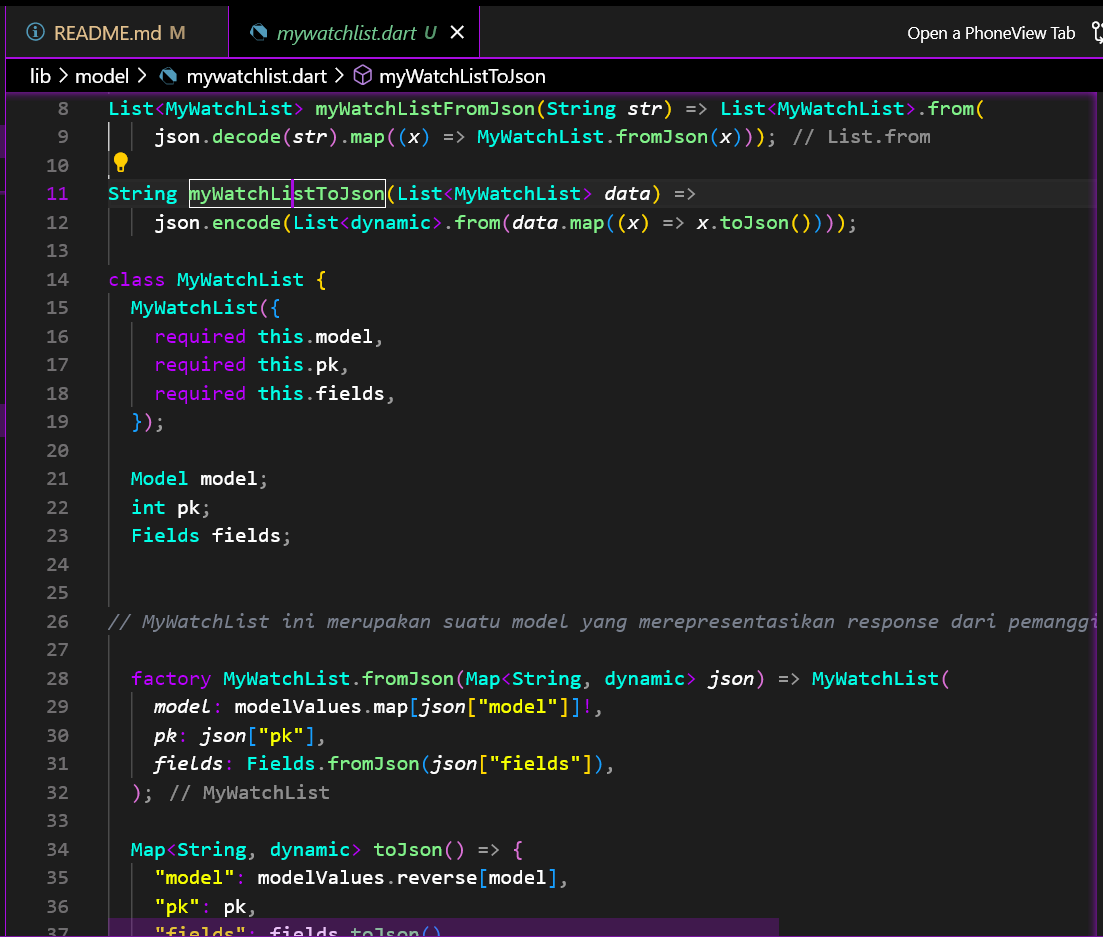 README.md M
mywatchlist.dart U
Open a PhoneView Tab
lib > model > mywatchlist.dart > myWatchListToJson
8 List<MyWatchList> myWatchListFromJson(String str) => List<MyWatchList>.from(
9 json.decode(str).map((x) => MyWatchList.fromJson(x))); // List.from
10
11 String myWatchListToJson(List<MyWatchList> data) =>
12 json.encode(List<dynamic>.from(data.map((x) => x.toJson())));
13
14 class MyWatchList {
15 MyWatchList({
16 required this.model,
17 required this.pk,
18 required this.fields,
19 });
20
21 Model model;
22 int pk;
23 Fields fields;
24
25
26 // MyWatchList ini merupakan suatu model yang merepresentasikan response dari pemanggi
27
28 factory MyWatchList.fromJson(Map<String, dynamic> json) => MyWatchList(
29 model: modelValues.map[json["model"]]!,
30 pk: json["pk"],
31 fields: Fields.fromJson(json["fields"]),
32 ); // MyWatchList
33
34 Map<String, dynamic> toJson() => {
35 "model": modelValues.reverse[model],
36 "pk": pk,
37 "fields": fields.toJson()